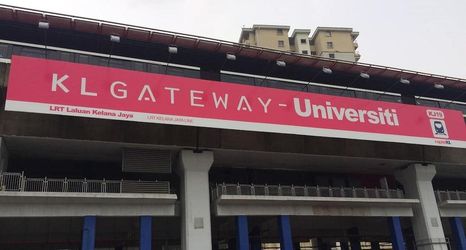 KL GATEWAY - Universiti
LRT Laluan Kelana Jaya
LRT KELANA JAYA LINE
KJ19
rapidKL